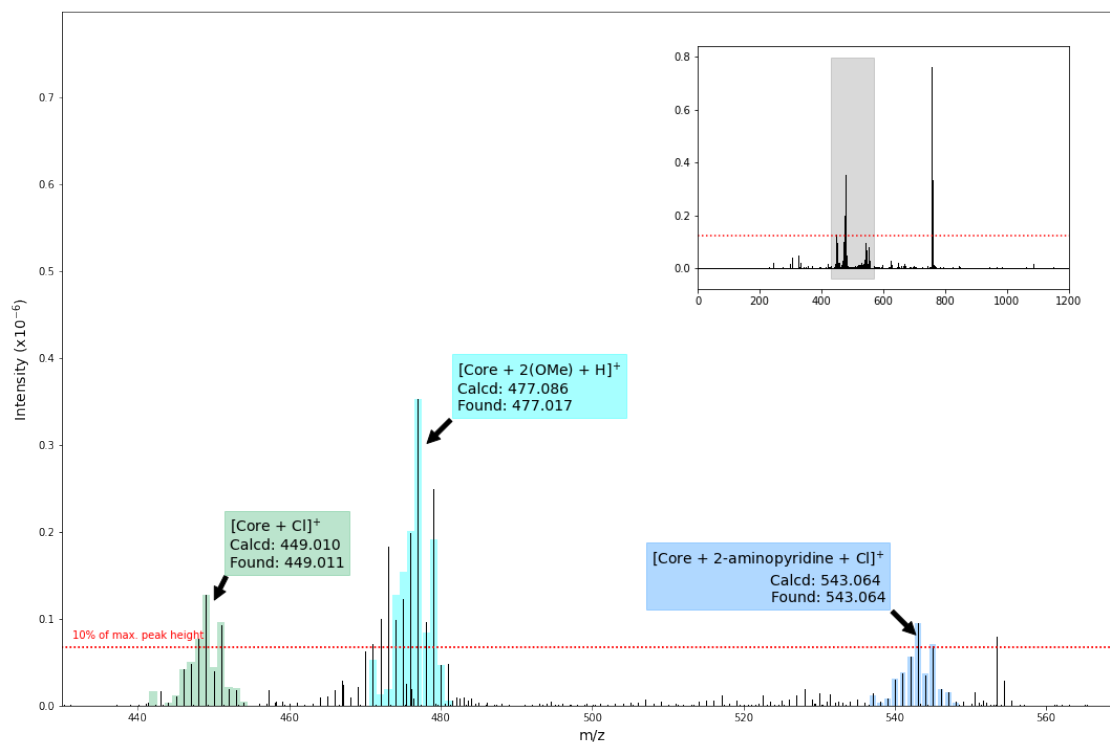 0.8
0.6
0.4
0.2
0.0
0 200 400 600 800 1000 1200
Intensity (x10⁻⁶)
0.7
0.6
0.5
0.4
0.3
0.2
0.1
0.0
[Core + 2(OMe) + H]⁺
Calcd: 477.086
Found: 477.017
[Core + Cl]⁺
Calcd: 449.010
Found: 449.011
[Core + 2-aminopyridine + Cl]⁺
Calcd: 543.064
Found: 543.064
10% of max. peak height
440 460 480 500 520 540 560
m/z